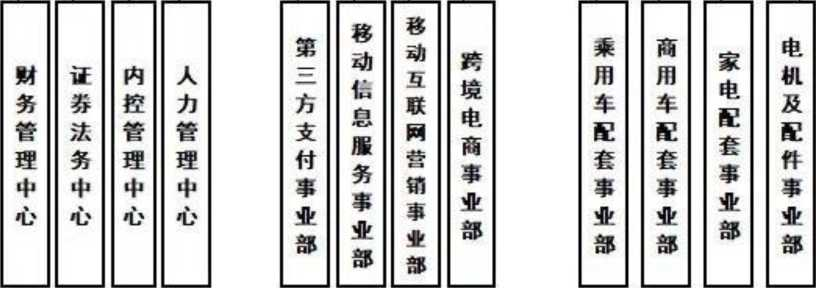 财务管理中心
证券法务中心
内控管理中心
人力管理中心
第三方支付事业部
移动信息服务事业部
移动互联网营销事业部
跨境电商事业部
乘用车配套事业部
商用车配套事业部
家电配套事业部
电机及配件事业部